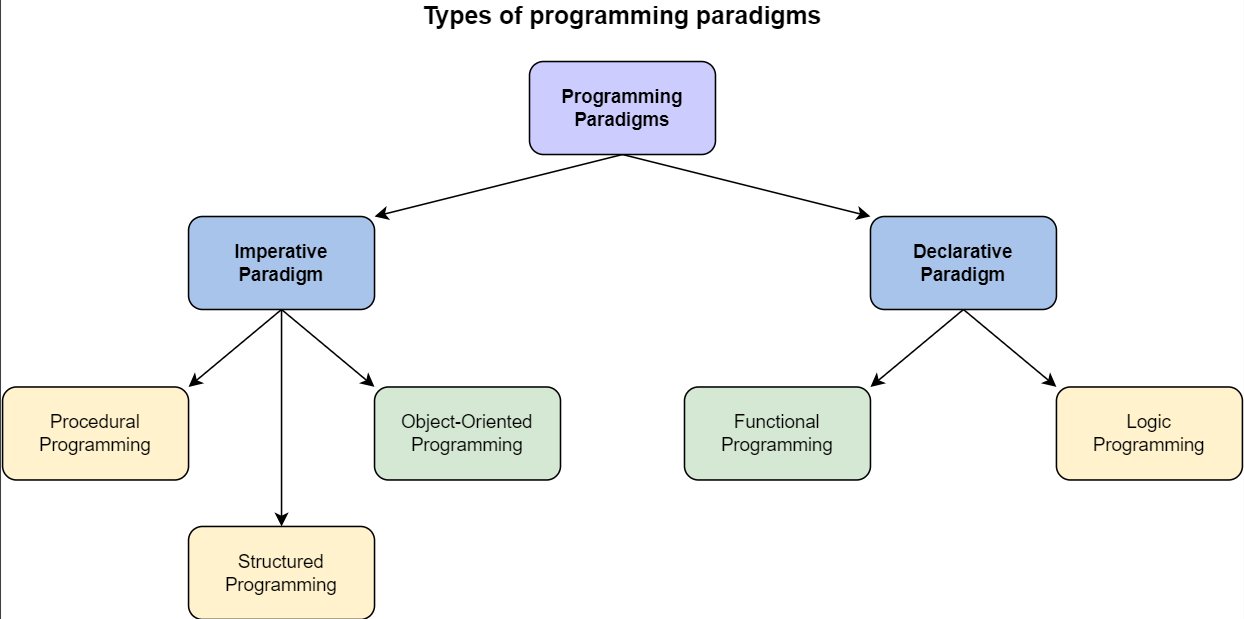 Types of programming paradigms
Programming
Paradigms
Imperative
Paradigm
Declarative
Paradigm
Procedural
Programming
Object-Oriented
Programming
Functional
Programming
Logic
Programming
Structured
Programming